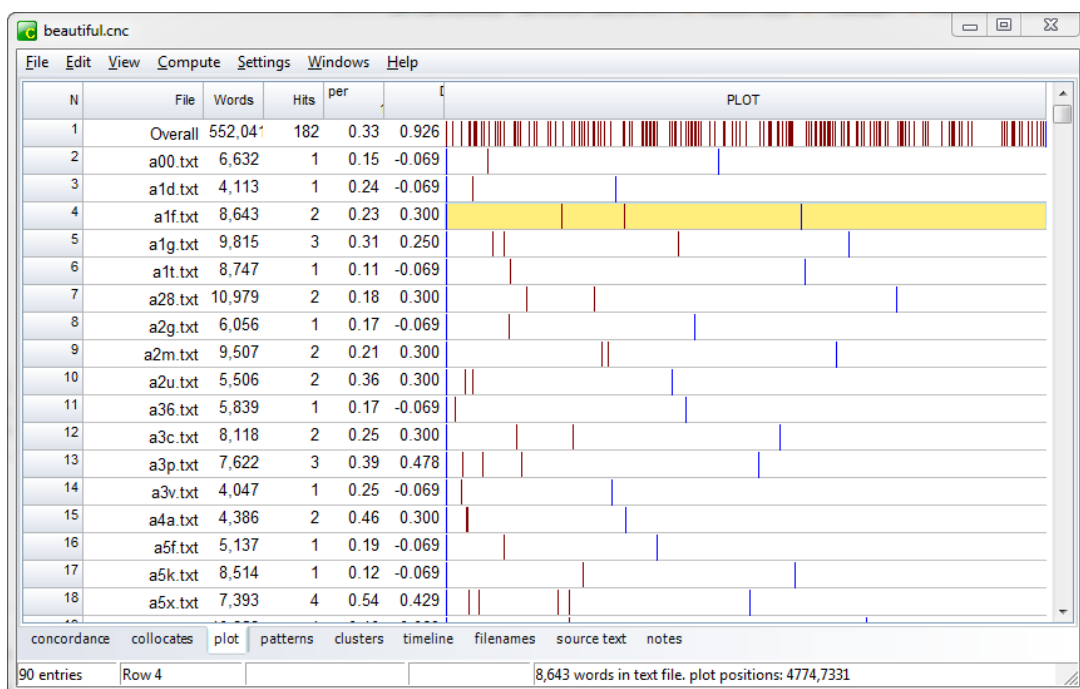 beautiful.cnc
File Edit View Compute Settings Windows Help
N File Words Hits per PLOT
1 Overall 552,041 182 0.33 0.926
2 a00.txt 6,632 1 0.15 -0.069
3 a1d.txt 4,113 1 0.24 -0.069
4 a1f.txt 8,643 2 0.23 0.300
5 a1g.txt 9,815 3 0.31 0.250
6 a1t.txt 8,747 1 0.11 -0.069
7 a28.txt 10,979 2 0.18 0.300
8 a2g.txt 6,056 1 0.17 -0.069
9 a2m.txt 9,507 2 0.21 0.300
10 a2u.txt 5,506 2 0.36 0.300
11 a36.txt 5,839 1 0.17 -0.069
12 a3c.txt 8,118 2 0.25 0.300
13 a3p.txt 7,622 3 0.39 0.478
14 a3v.txt 4,047 1 0.25 -0.069
15 a4a.txt 4,386 2 0.46 0.300
16 a5f.txt 5,137 1 0.19 -0.069
17 a5k.txt 8,514 1 0.12 -0.069
18 a5x.txt 7,393 4 0.54 0.429
concordance collocates plot patterns clusters timeline filenames source text notes
90 entries Row 4 8,643 words in text file. plot positions: 4774,7331